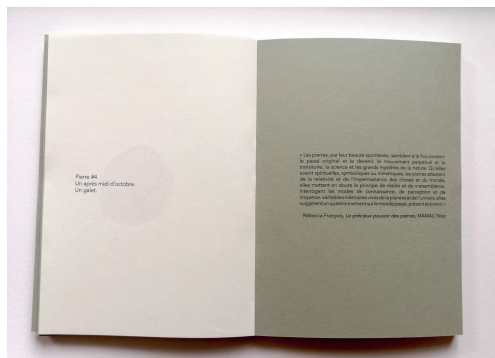 Pierre #4
Un après midi d'octobre.
Un galet.
« Les pierres, par leur beauté spontanée, semblent à la fois contenir
le passé originel et le devenir, le mouvement perpétuel et la
transitoire, la science et les grands mystères de la nature. Qu'elles
soient spirituelles, symboliques ou mimétiques, les pierres attestent
de la relativité et de l'impermanence des choses et du monde:
elles mettent en doute le principe de réalité et de ressemblance,
interrogent les modes de connaissance, de perception et de
croyance. Véritables mémoires vives de la planète et de l'univers, elles
suggèrent un questionnement sur le monde passé, présent et à venir. »
Rébecca François, Le précieux pouvoir des pierres, MAMAC Nice